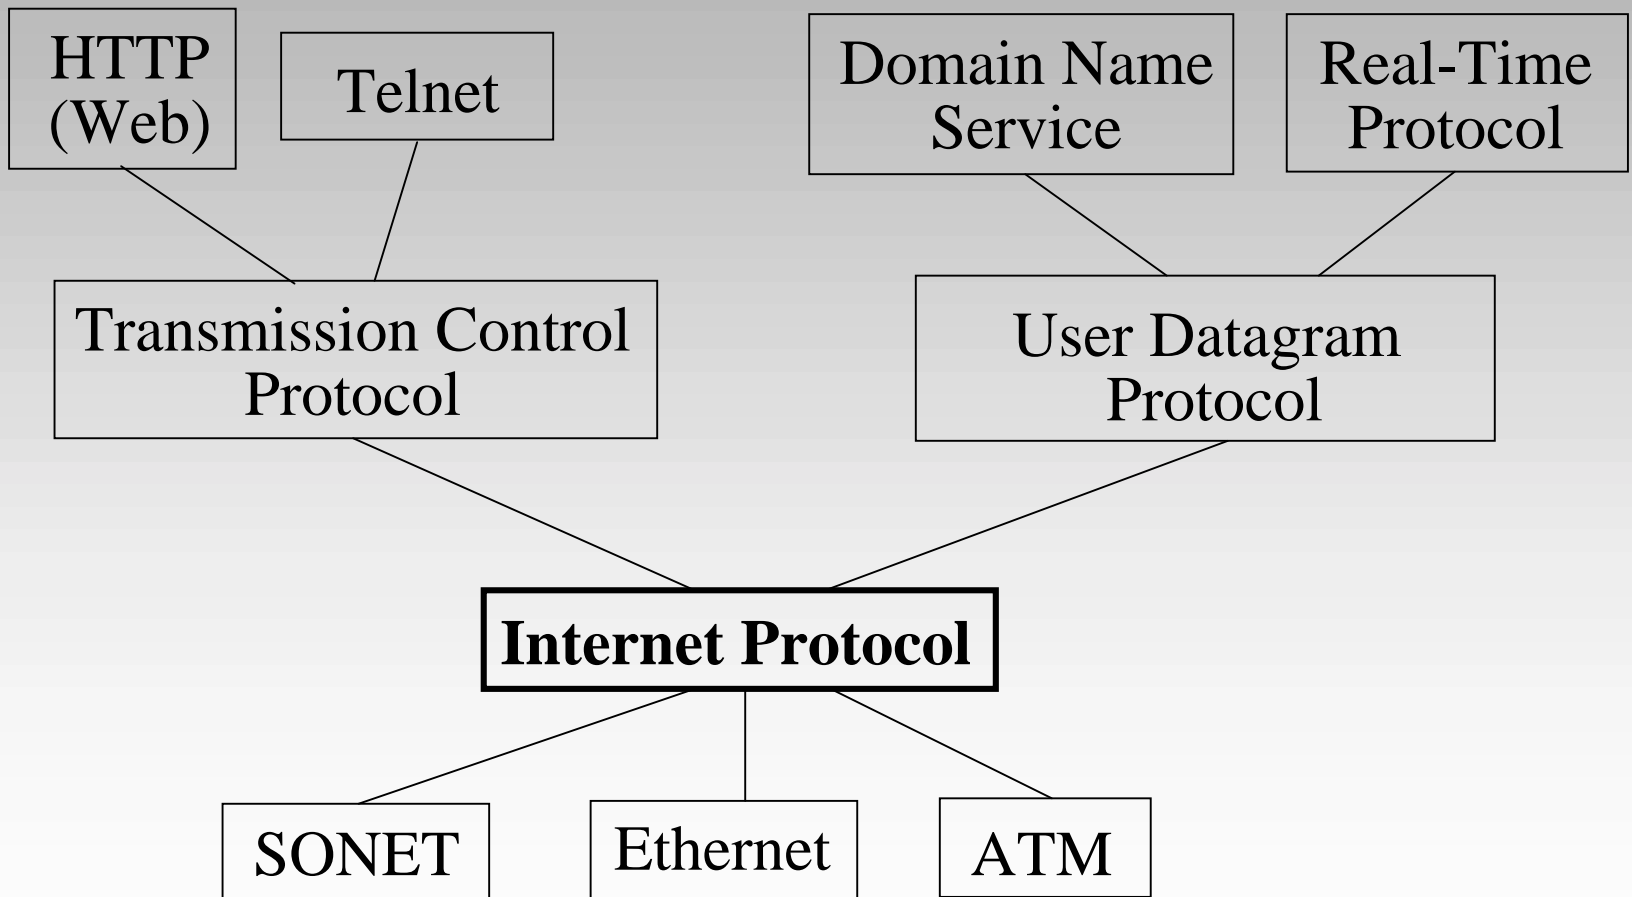 HTTP
(Web)
Telnet
Domain Name
Service
Real-Time
Protocol
Transmission Control
Protocol
User Datagram
Protocol
Internet Protocol
SONET
Ethernet
ATM